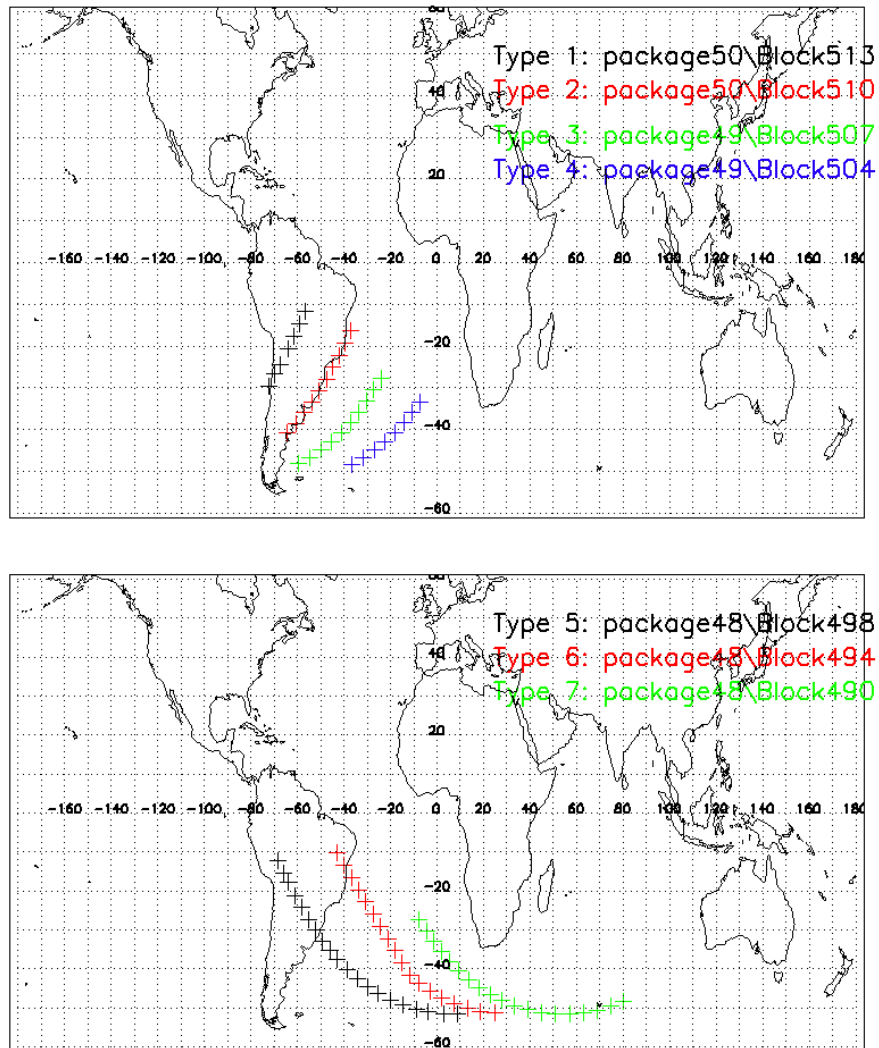 80
Type 1: package50\Block513
40
Type 2: package50\Block510
Type 3: package49\Block507
20
Type 4: package49\Block504
-160 -140 -120 -100 -80 -60 -40 -20 0 20 40 60 80 100 120 140 160 180
-20
-40
-60
Type 5: package48\Block498
40
Type 6: package48\Block494
Type 7: package48\Block490
20
-160 -140 -120 -100 -80 -60 -40 -20 0 20 40 60 80 100 120 140 160 180
-20
-40
-60